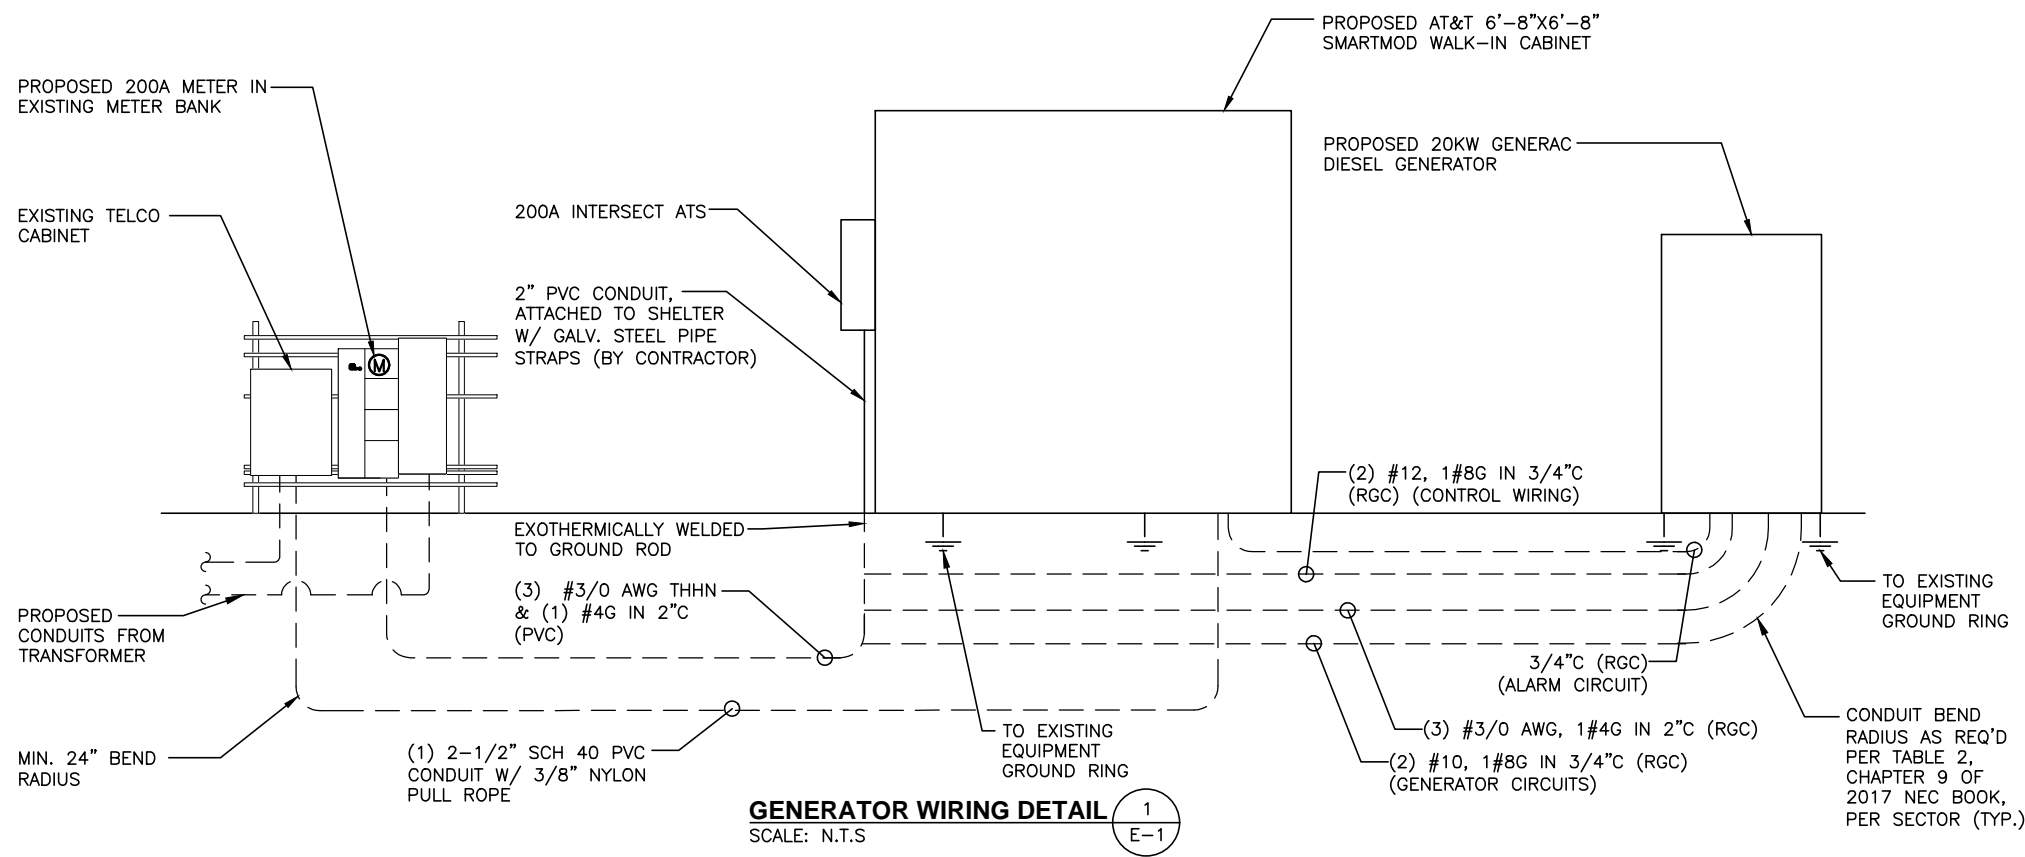 PROPOSED AT&T 6'-8"X6'-8"
SMARTMOD WALK-IN CABINET
PROPOSED 200A METER IN
EXISTING METER BANK
PROPOSED 20KW GENERAC
DIESEL GENERATOR
EXISTING TELCO
CABINET
200A INTERSECT ATS
2" PVC CONDUIT,
ATTACHED TO SHELTER
W/ GALV. STEEL PIPE
STRAPS (BY CONTRACTOR)
M
(2) #12, 1#8G IN 3/4"C
(RGC) (CONTROL WIRING)
EXOTHERMICALLY WELDED
TO GROUND ROD
(3) #3/0 AWG THHN
& (1) #4G IN 2"C
(PVC)
PROPOSED
CONDUITS FROM
TRANSFORMER
TO EXISTING
EQUIPMENT
GROUND RING
3/4"C (RGC)
(ALARM CIRCUIT)
MIN. 24" BEND
RADIUS
(1) 2-1/2" SCH 40 PVC
CONDUIT W/ 3/8" NYLON
PULL ROPE
TO EXISTING
EQUIPMENT
GROUND RING
(3) #3/0 AWG, 1#4G IN 2"C (RGC)
(2) #10, 1#8G IN 3/4"C (RGC)
(GENERATOR CIRCUITS)
CONDUIT BEND
RADIUS AS REQ'D
PER TABLE 2,
CHAPTER 9 OF
2017 NEC BOOK,
PER SECTOR (TYP.)
GENERATOR WIRING DETAIL
SCALE: N.T.S
1
E-1